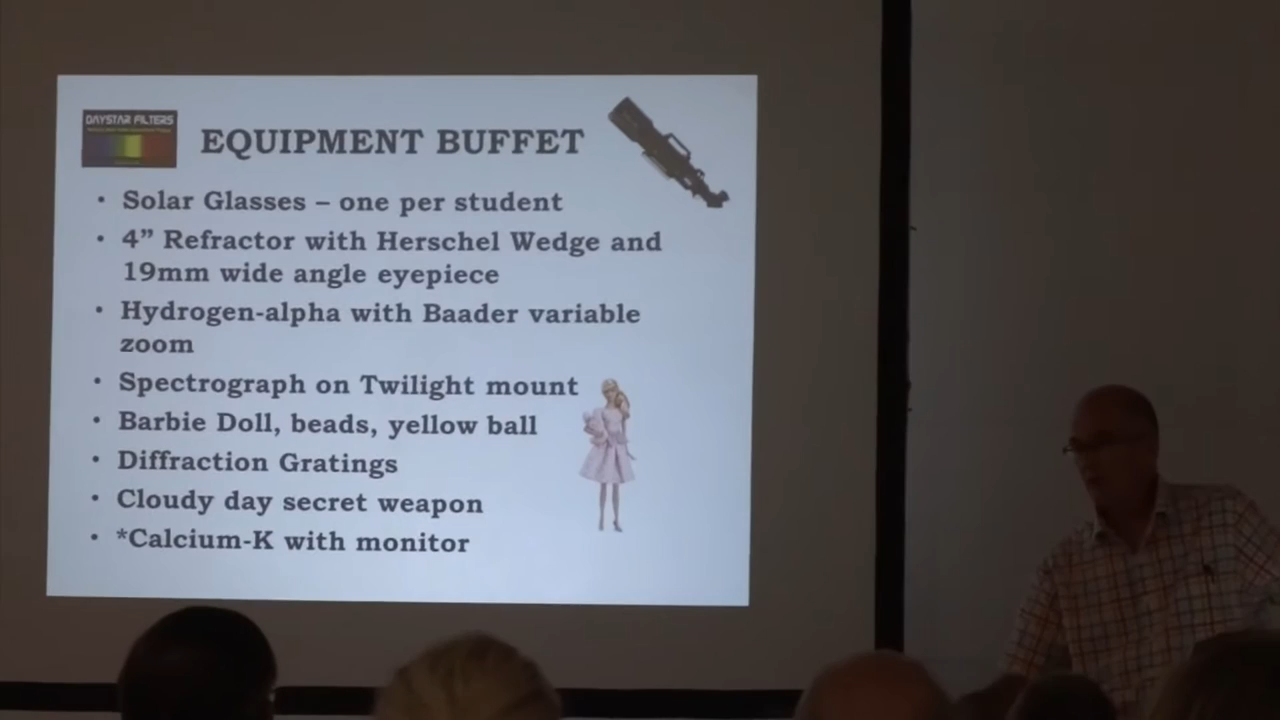 DAYSTAR FILTERS
EQUIPMENT BUFFET
• Solar Glasses – one per student
• 4” Refractor with Herschel Wedge and
19mm wide angle eyepiece
• Hydrogen-alpha with Baader variable
zoom
• Spectrograph on Twilight mount
• Barbie Doll, beads, yellow ball
• Diffraction Gratings
• Cloudy day secret weapon
• *Calcium-K with monitor